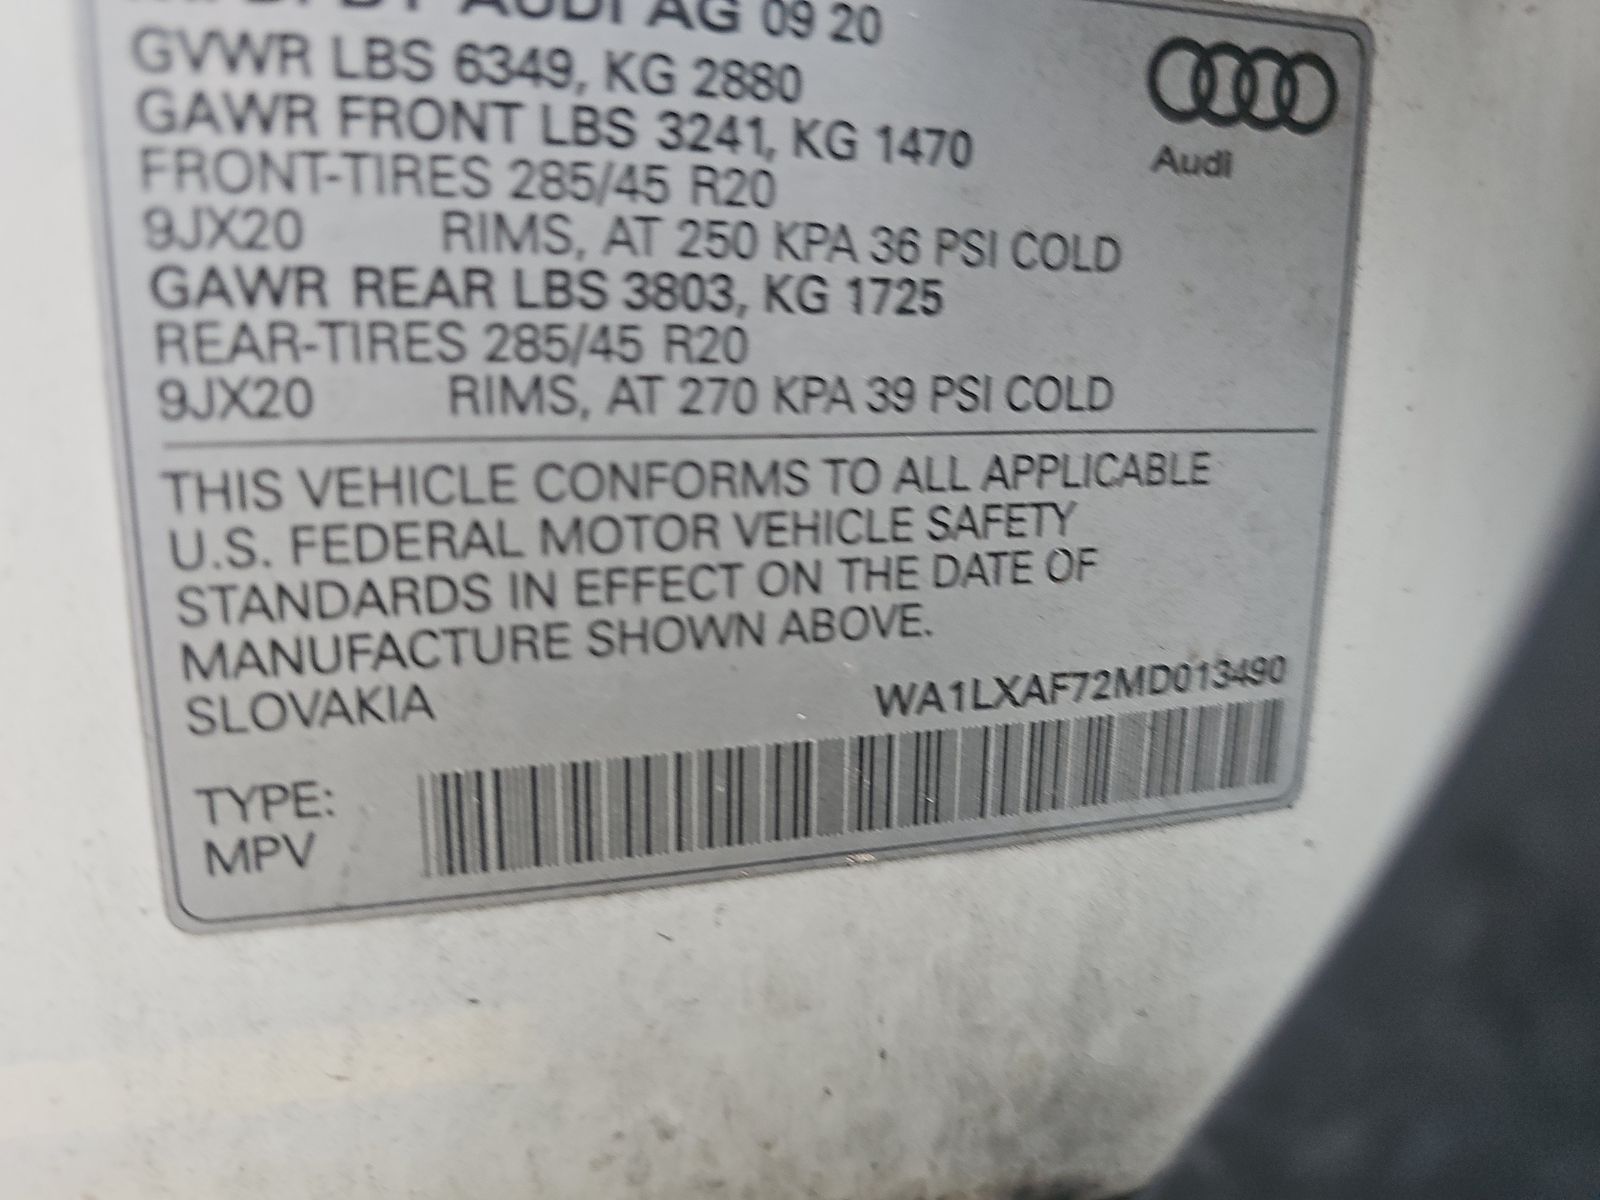 MFD. BY AUDI AG 09 20
GVWR LBS 6349, KG 2880
GAWR FRONT LBS 3241, KG 1470
FRONT-TIRES 285/45 R20
9JX20 RIMS, AT 250 KPA 36 PSI COLD
GAWR REAR LBS 3803, KG 1725
REAR-TIRES 285/45 R20
9JX20 RIMS, AT 270 KPA 39 PSI COLD
Audi
THIS VEHICLE CONFORMS TO ALL APPLICABLE
U.S. FEDERAL MOTOR VEHICLE SAFETY
STANDARDS IN EFFECT ON THE DATE OF
MANUFACTURE SHOWN ABOVE.
SLOVAKIA WA1LXAF72MD013490
TYPE:
MPV